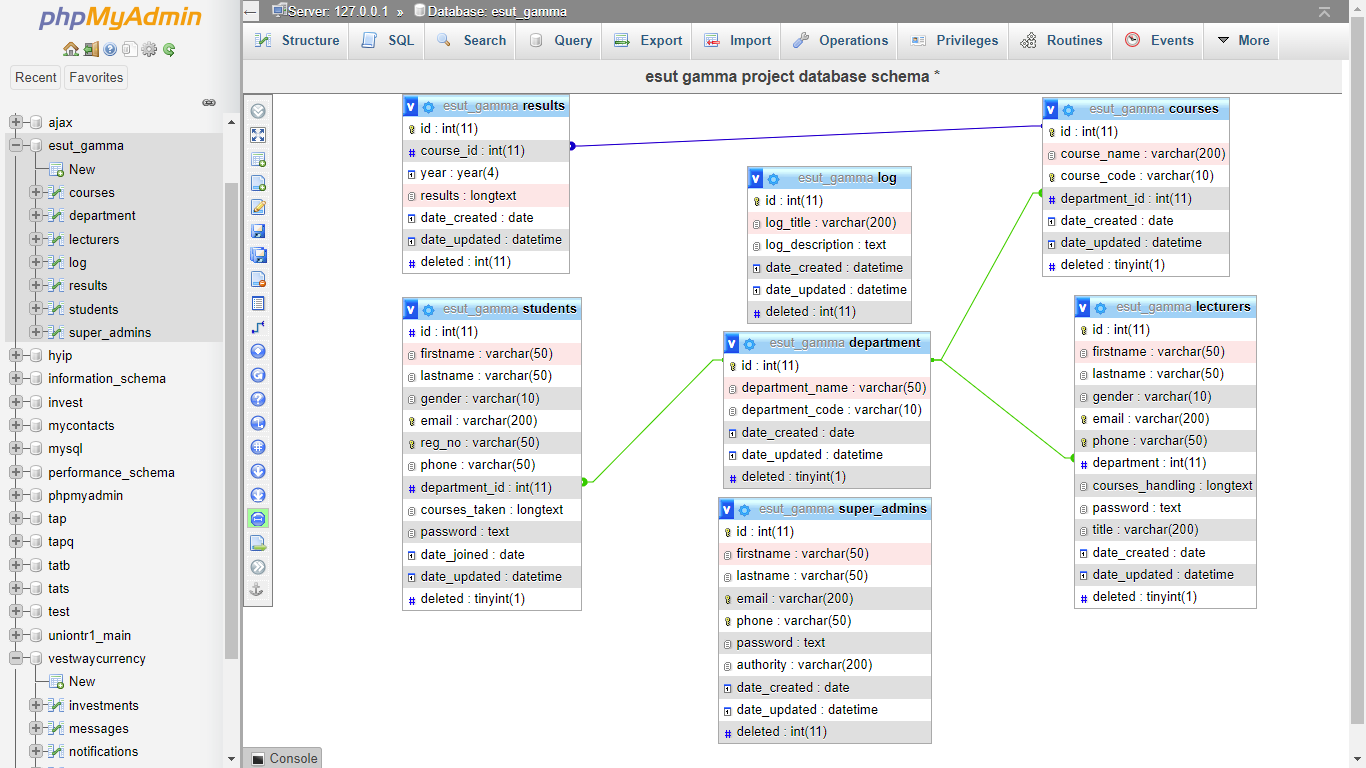 phpMyAdmin
Recent
Favorites
ajax
esut_gamma
New
courses
department
lecturers
log
results
students
super_admins
hyip
information_schema
invest
mycontacts
mysql
performance_schema
phpmyadmin
tap
tapq
tatb
tats
test
uniontr1_main
vestwaycurrency
New
investments
messages
notifications
Server: 127.0.0.1 » Database: esut_gamma
Structure
SQL
Search
Query
Export
Import
Operations
Privileges
Routines
Events
More
esut gamma project database schema *
esut_gamma results
id : int(11)
course_id : int(11)
year : year(4)
results : longtext
date_created : date
date_updated : datetime
deleted : int(11)
esut_gamma students
id : int(11)
firstname : varchar(50)
lastname : varchar(50)
gender : varchar(10)
email : varchar(200)
reg_no : varchar(50)
phone : varchar(50)
department_id : int(11)
courses_taken : longtext
password : text
date_joined : date
date_updated : datetime
deleted : tinyint(1)
esut_gamma log
id : int(11)
log_title : varchar(200)
log_description : text
date_created : datetime
date_updated : datetime
deleted : int(11)
esut_gamma department
id : int(11)
department_name : varchar(50)
department_code : varchar(10)
date_created : date
date_updated : datetime
deleted : tinyint(1)
esut_gamma super_admins
id : int(11)
firstname : varchar(50)
lastname : varchar(50)
email : varchar(200)
phone : varchar(50)
password : text
authority : varchar(200)
date_created : date
date_updated : datetime
deleted : int(11)
esut_gamma courses
id : int(11)
course_name : varchar(200)
course_code : varchar(10)
department_id : int(11)
date_created : date
date_updated : datetime
deleted : tinyint(1)
esut_gamma lecturers
id : int(11)
firstname : varchar(50)
lastname : varchar(50)
gender : varchar(10)
email : varchar(200)
phone : varchar(50)
department : int(11)
courses_handling : longtext
password : text
title : varchar(200)
date_created : date
date_updated : datetime
deleted : tinyint(1)
Console